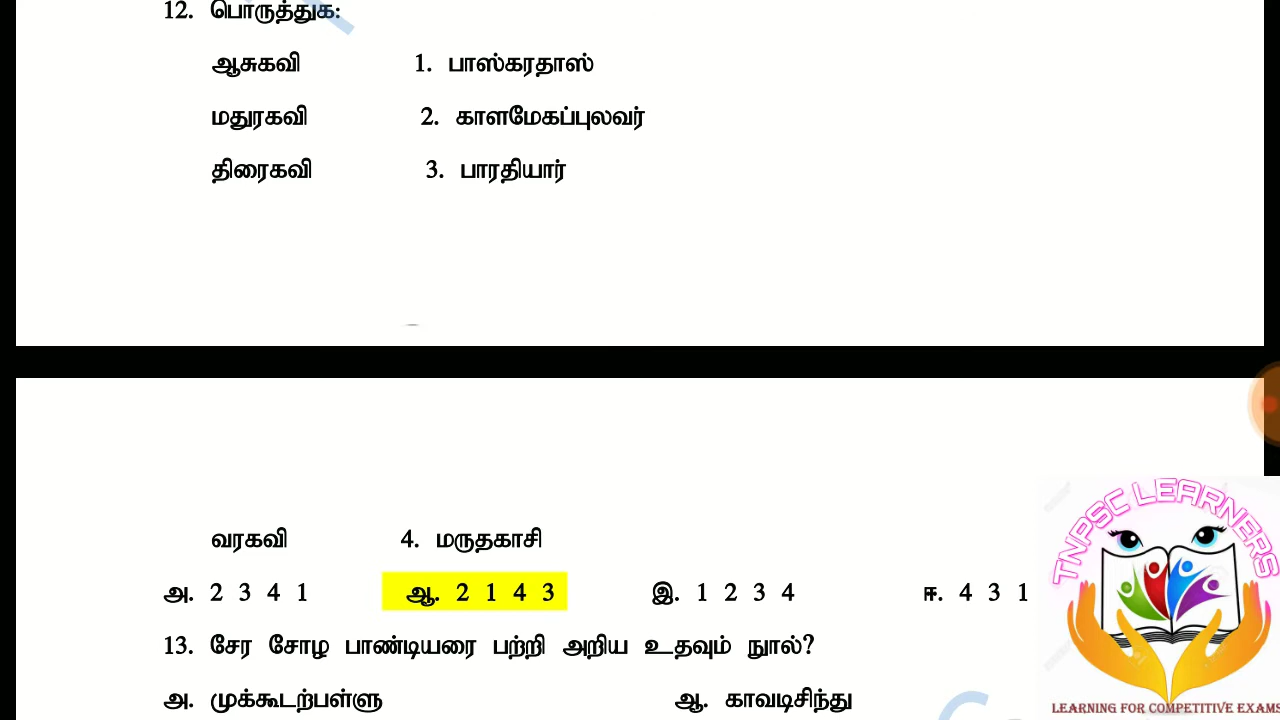 12. பொருத்துக:
ஆசுகவி 1. பாஸ்கரதாஸ்
மதுரகவி 2. காளமேகப்புலவர்
திரைகவி 3. பாரதியார்
வரகவி 4. மருதகாசி
அ. 2 3 4 1 ஆ. 2 1 4 3 இ. 1 2 3 4 ஈ. 4 3 1
13. சேர சோழ பாண்டியரை பற்றி அறிய உதவும் நுால்?
அ. முக்கூடற்பள்ளு ஆ. காவடிசிந்து
TNPSC LEARNERS
LEARNING FOR COMPETITIVE EXAMS